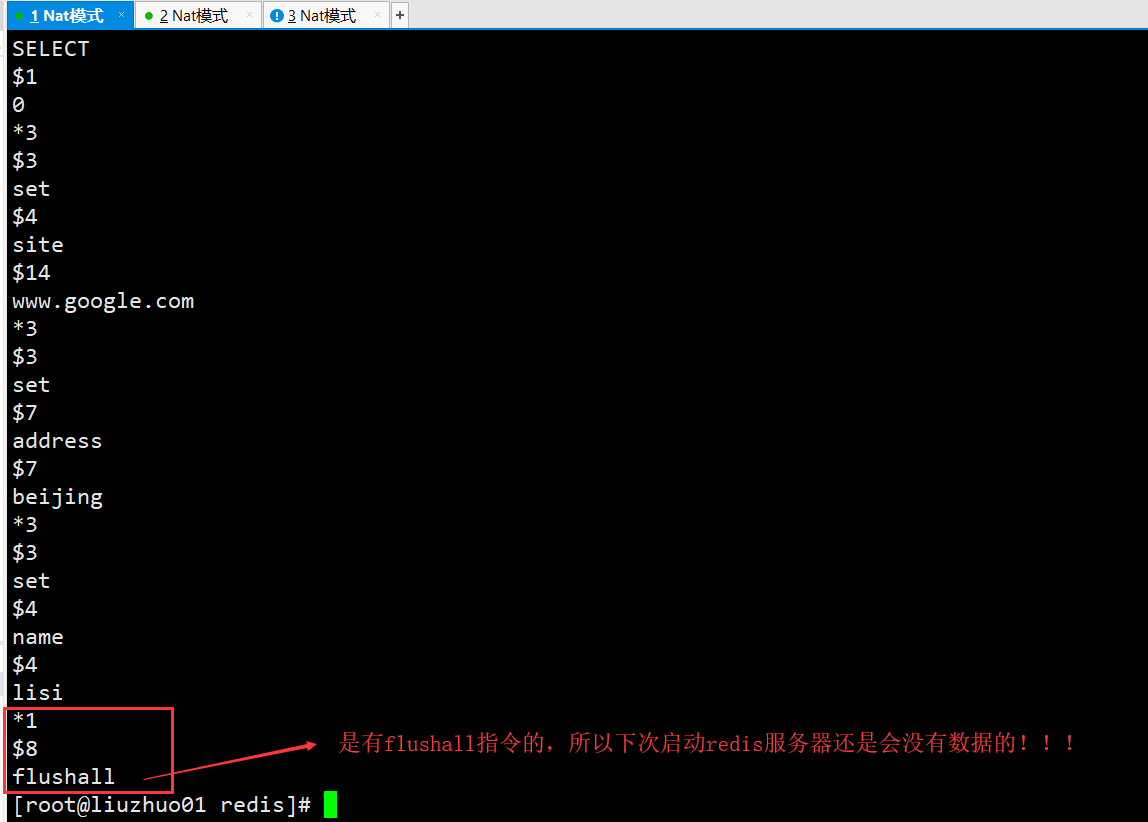 1 Nat模式 × 2 Nat模式 × 3 Nat模式 × +
SELECT
$1
0
*3
$3
set
$4
site
$14
www.google.com
*3
$3
set
$7
address
$7
beijing
*3
$3
set
$4
name
$4
lisi
*1
$8
flushall
是有flushall指令的，所以下次启动redis服务器还是会没有数据的！！！
[root@liuzhuo01 redis]#